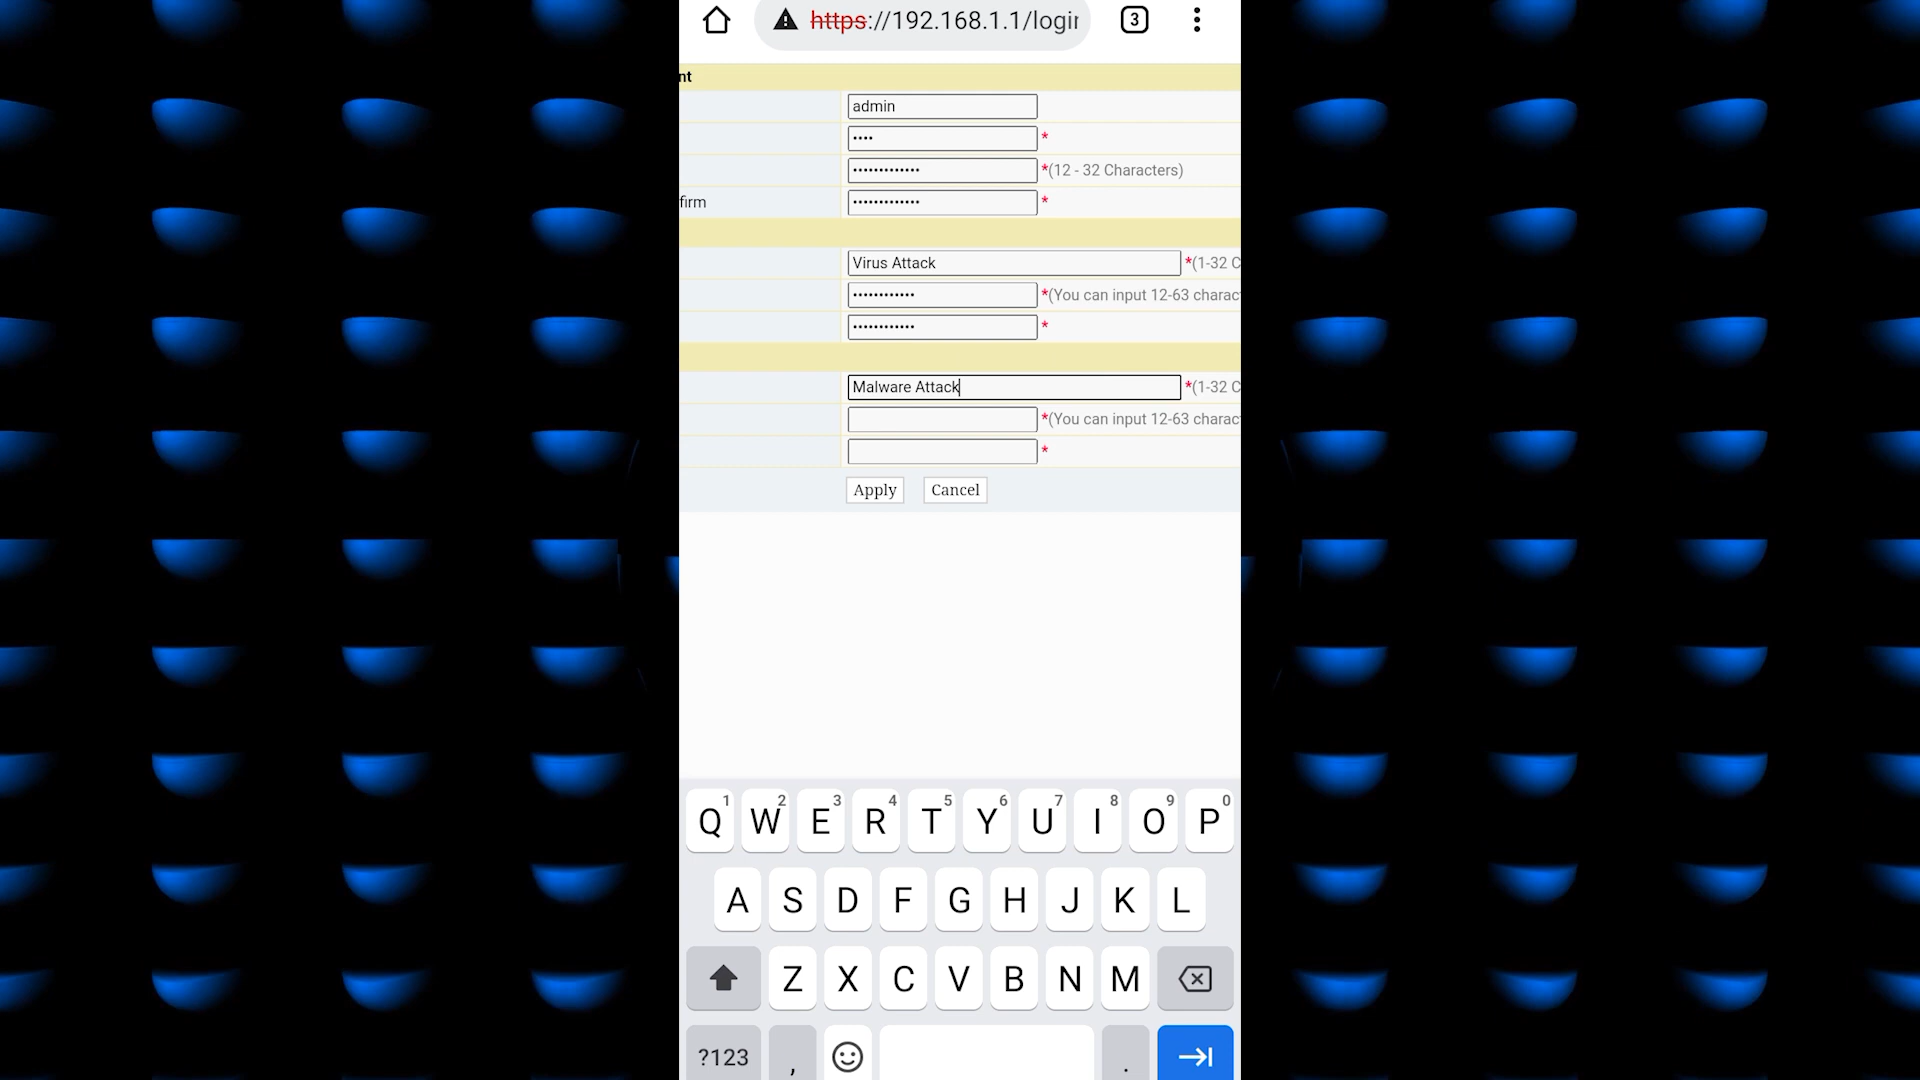 https://192.168.1.1/login
3
nt
admin
••••
*
•••••••••••••
*(12 - 32 Characters)
firm
•••••••••••••
*
Virus Attack
*(1-32 C
••••••••••••
*(You can input 12-63 charac
••••••••••••
*
Malware Attack
*(1-32 C
*(You can input 12-63 charac
*
Apply Cancel
1 2 3 4 5 6 7 8 9 0
Q W E R T Y U I O P
A S D F G H J K L
Z X C V B N M
?123 , .